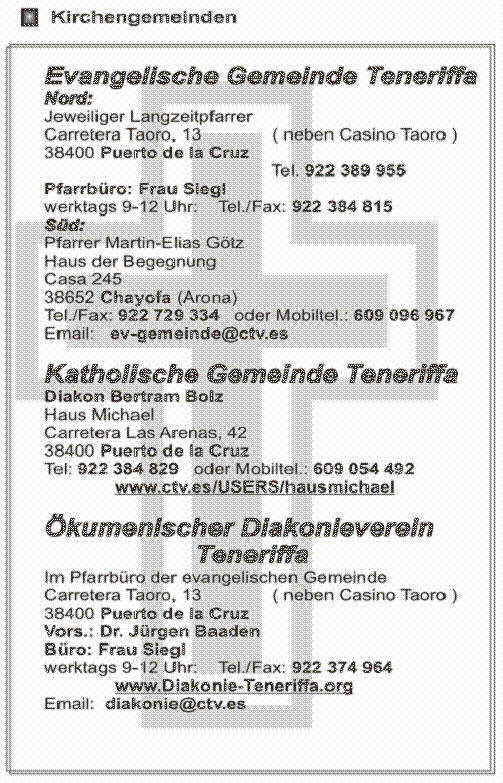 Kirchengemeinden
Evangelische Gemeinde Teneriffa
Nord:
Jeweiliger Langzeitpfarrer
Carretera Taoro, 13 ( neben Casino Taoro )
38400 Puerto de la Cruz
Tel. 922 389 955
Pfarrbüro: Frau Siegl
werktags 9-12 Uhr: Tel./Fax: 922 384 815
Süd:
Pfarrer Martin-Elias Götz
Haus der Begegnung
Casa 245
38652 Chayofa (Arona)
Tel./Fax: 922 729 334 oder Mobiltel.: 609 096 967
Email: ev-gemeinde@ctv.es
Katholische Gemeinde Teneriffa
Diakon Bertram Bolz
Haus Michael
Carretera Las Arenas, 42
38400 Puerto de la Cruz
Tel: 922 384 829 oder Mobiltel.: 609 054 492
www.ctv.es/USERS/hausmichael
Ökumenischer Diakonieverein
Teneriffa
Im Pfarrbüro der evangelischen Gemeinde
Carretera Taoro, 13 ( neben Casino Taoro )
38400 Puerto de la Cruz
Vors.: Dr. Jürgen Baaden
Büro: Frau Siegl
werktags 9-12 Uhr: Tel./Fax: 922 374 964
www.Diakonie-Teneriffa.org
Email: diakonie@ctv.es